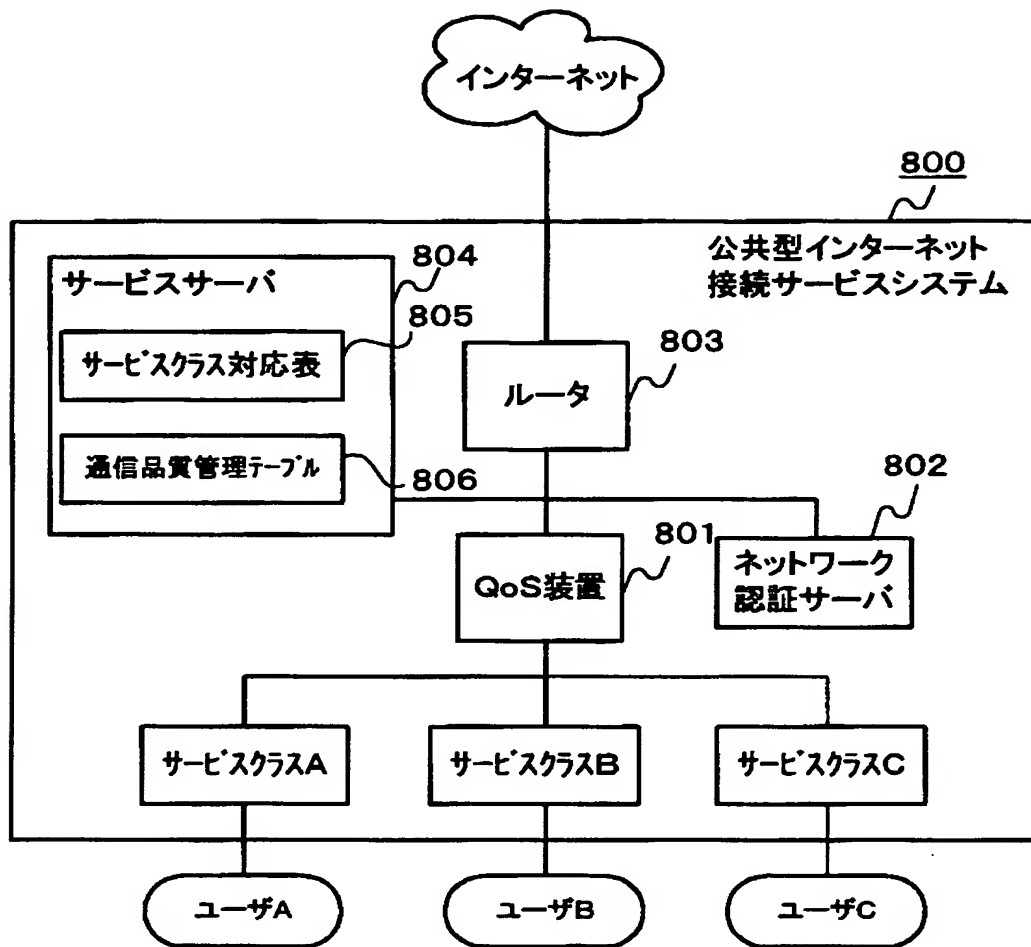 インターネット
800
公共型インターネット
接続サービスシステム
サービスサーバ
804
805
サービスクラス対応表
803
ルータ
通信品質管理テーブル
806
802
801
ネットワーク
認証サーバ
QoS装置
サービスクラスA
サービスクラスB
サービスクラスC
ユーザA
ユーザB
ユーザC